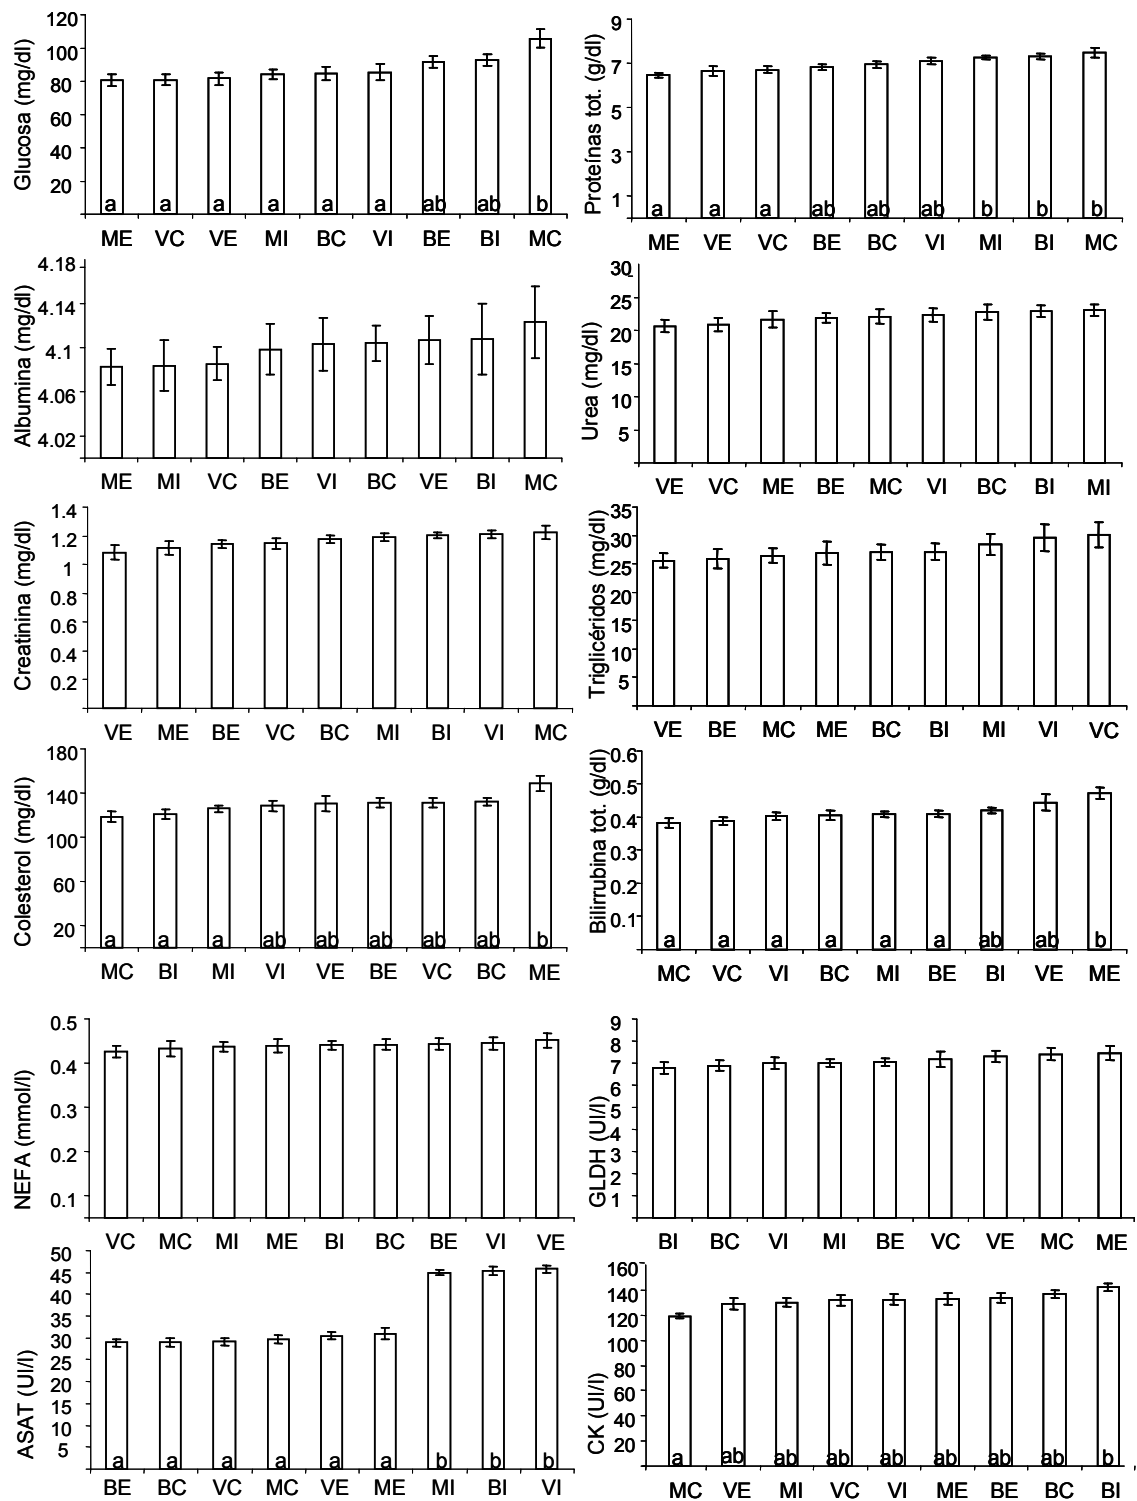 Glucosa (mg/dl)
120
100
80
60
40
20
a a a a a a ab ab b
ME VC VE MI BC VI BE BI MC
Proteínas tot. (g/dl)
9
7
5
3
1
a a a ab ab ab b b b
ME VE VC BE BC VI MI BI MC
Albumina (mg/dl)
4.18
4.14
4.1
4.06
4.02
ME MI VC BE VI BC VE BI MC
Urea (mg/dl)
30
25
20
15
10
5
VE VC ME BE MC VI BC BI MI
Creatinina (mg/dl)
1.4
1.2
1
0.8
0.6
0.4
0.2
VE ME BE VC BC MI BI VI MC
Triglicéridos (mg/dl)
35
30
25
20
15
10
5
VE BE MC ME BC BI MI VI VC
Colesterol (mg/dl)
180
140
100
60
20
a a a ab ab ab ab ab b
MC BI MI VI VE BE VC BC ME
Bilirrubina tot. (g/dl)
0.6
0.5
0.4
0.3
0.2
0.1
a a a a a a ab ab b
MC VC VI BC MI BE BI VE ME
NEFA (mmol/l)
0.5
0.4
0.3
0.2
0.1
VC MC MI ME BI BC BE VI VE
GLDH (UI/l)
9
8
7
6
5
4
3
2
1
BI BC VI MI BE VC VE MC ME
ASAT (UI/l)
50
45
40
35
30
25
20
15
10
5
a a a a a a b b b
BE BC VC MC VE ME MI BI VI
CK (UI/l)
160
140
120
100
80
60
40
20
a ab ab ab ab ab ab ab b
MC VE MI VC VI ME BE BC BI